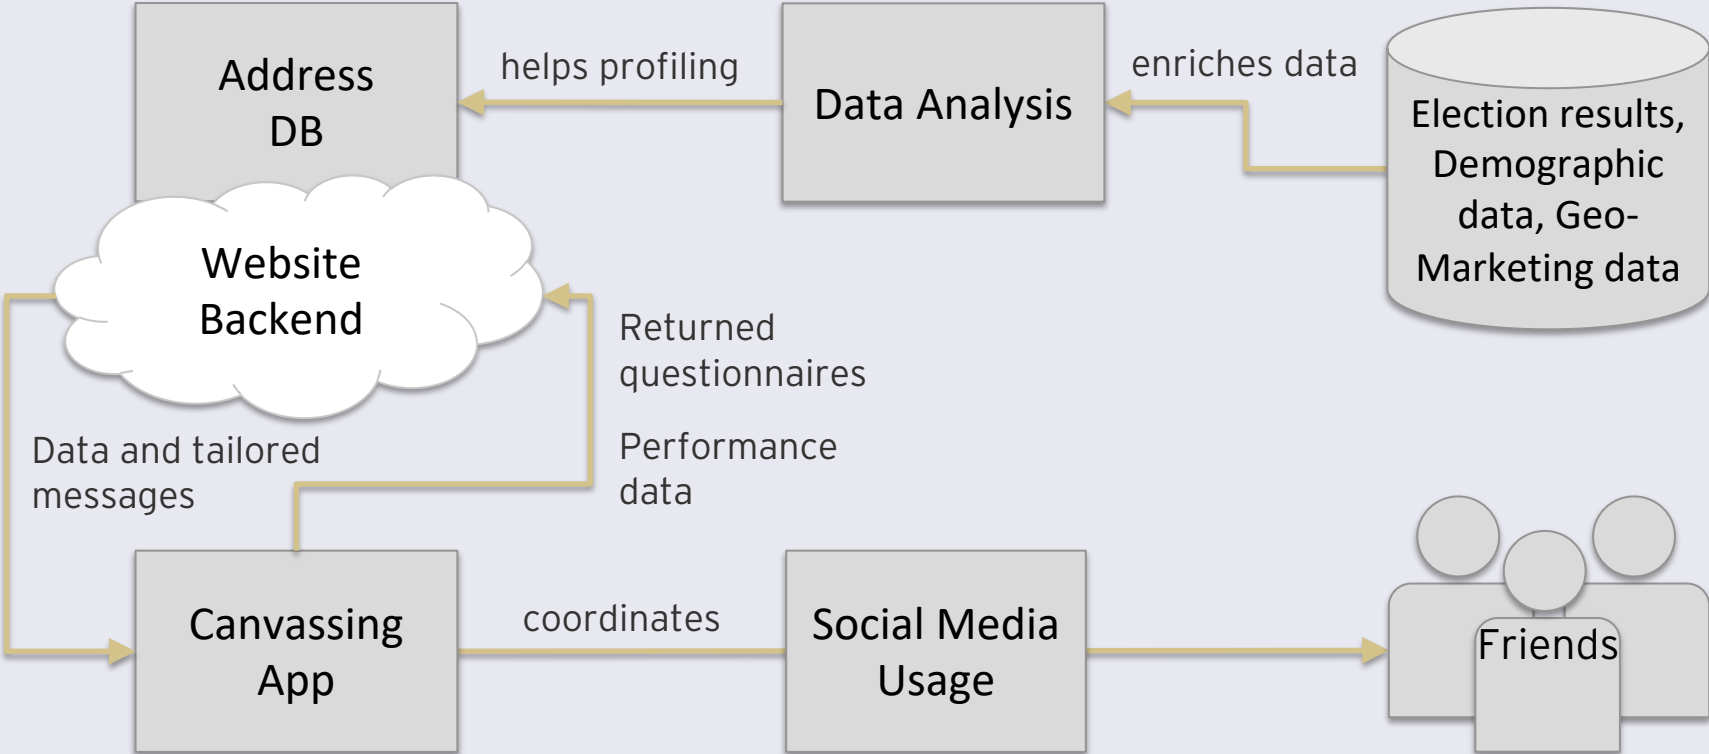 Address
DB
helps profiling
Data Analysis
enriches data
Election results,
Demographic
data, Geo-
Marketing data
Website
Backend
Returned
questionnaires
Performance
data
Data and tailored
messages
Canvassing
App
coordinates
Social Media
Usage
Friends